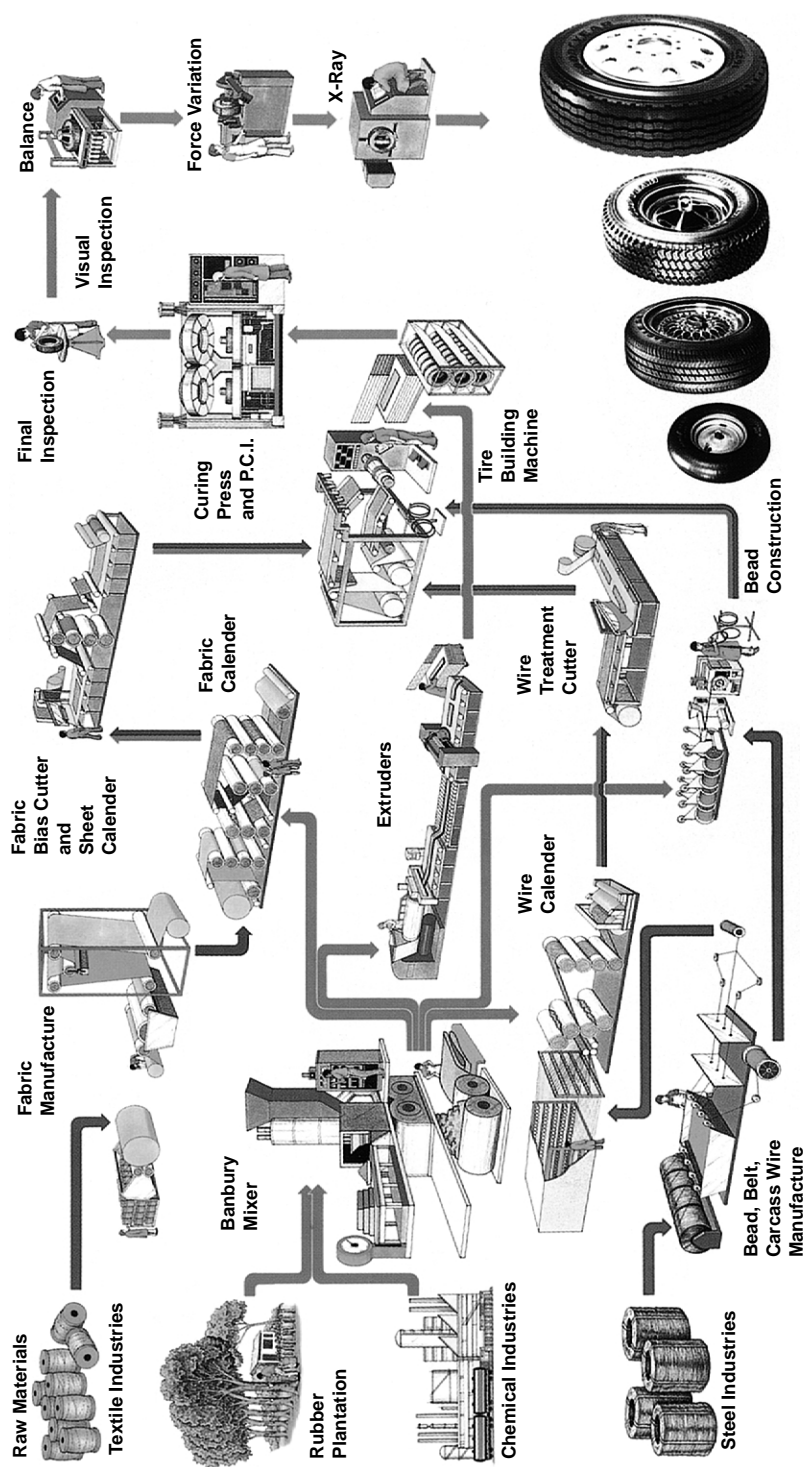 Raw Materials
Textile Industries
Rubber
Plantation
Chemical Industries
Steel Industries
Fabric
Manufacture
Banbury
Mixer
Bead, Belt,
Carcass Wire
Manufacture
Fabric
Bias Cutter
and Sheet
Calender
Fabric Calender
Extruders
Wire
Calender
Wire
Treatment
Cutter
Bead
Construction
Tire
Building
Machine
Curing
Press
and P.C.I.
Final
Inspection
Visual
Inspection
Balance
Force Variation
X-Ray